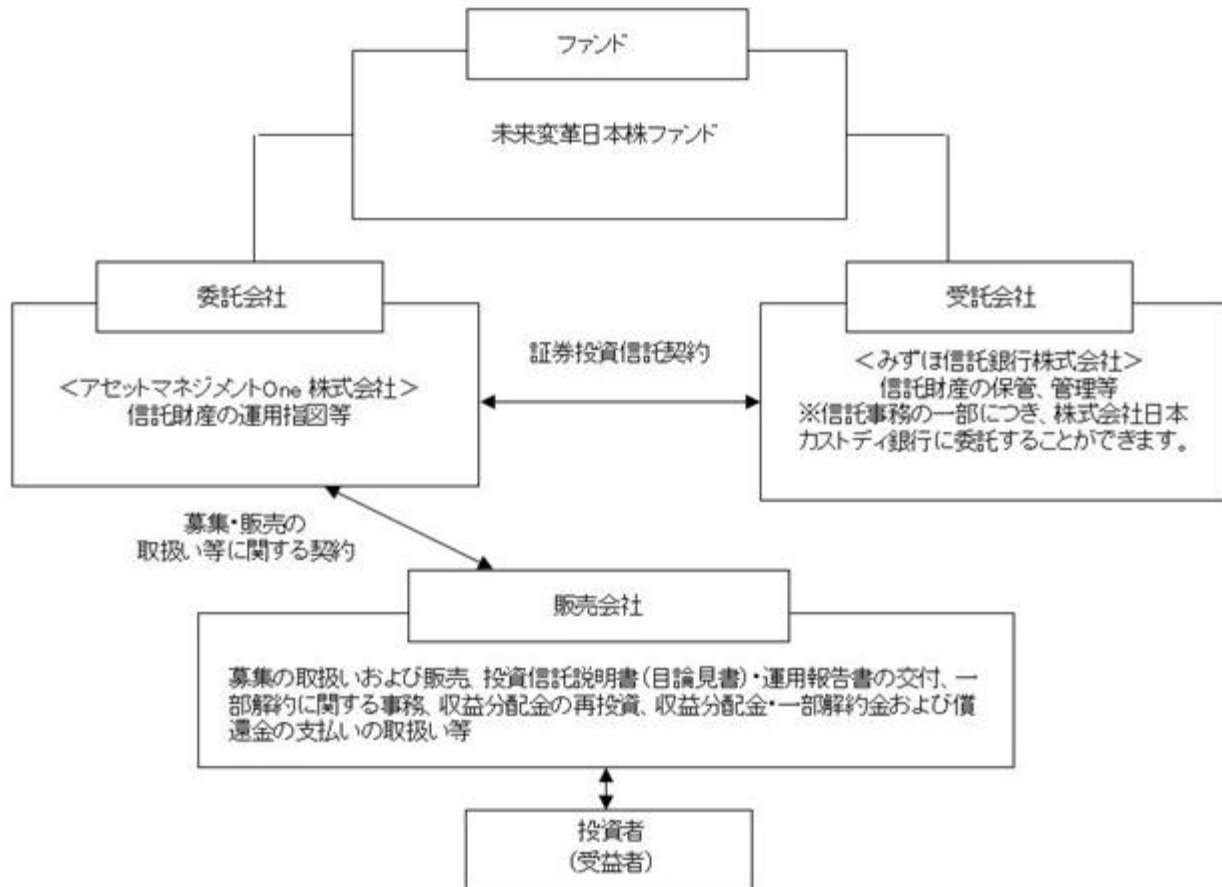 ファンド
未来変革日本株ファンド
委託会社
<アセットマネジメントOne 株式会社>
信託財産の運用指図等
証券投資信託契約
受託会社
<みずほ信託銀行株式会社>
信託財産の保管、管理等
※信託事務の一部につき、株式会社日本
カストディ銀行に委託することができます。
募集・販売の
取扱い等に関する契約
販売会社
募集の取扱いおよび販売、投資信託説明書(目論見書)・運用報告書の交付、一
部解約に関する事務、収益分配金の再投資、収益分配金・一部解約金および償
還金の支払いの取扱い等
投資者
(受益者)